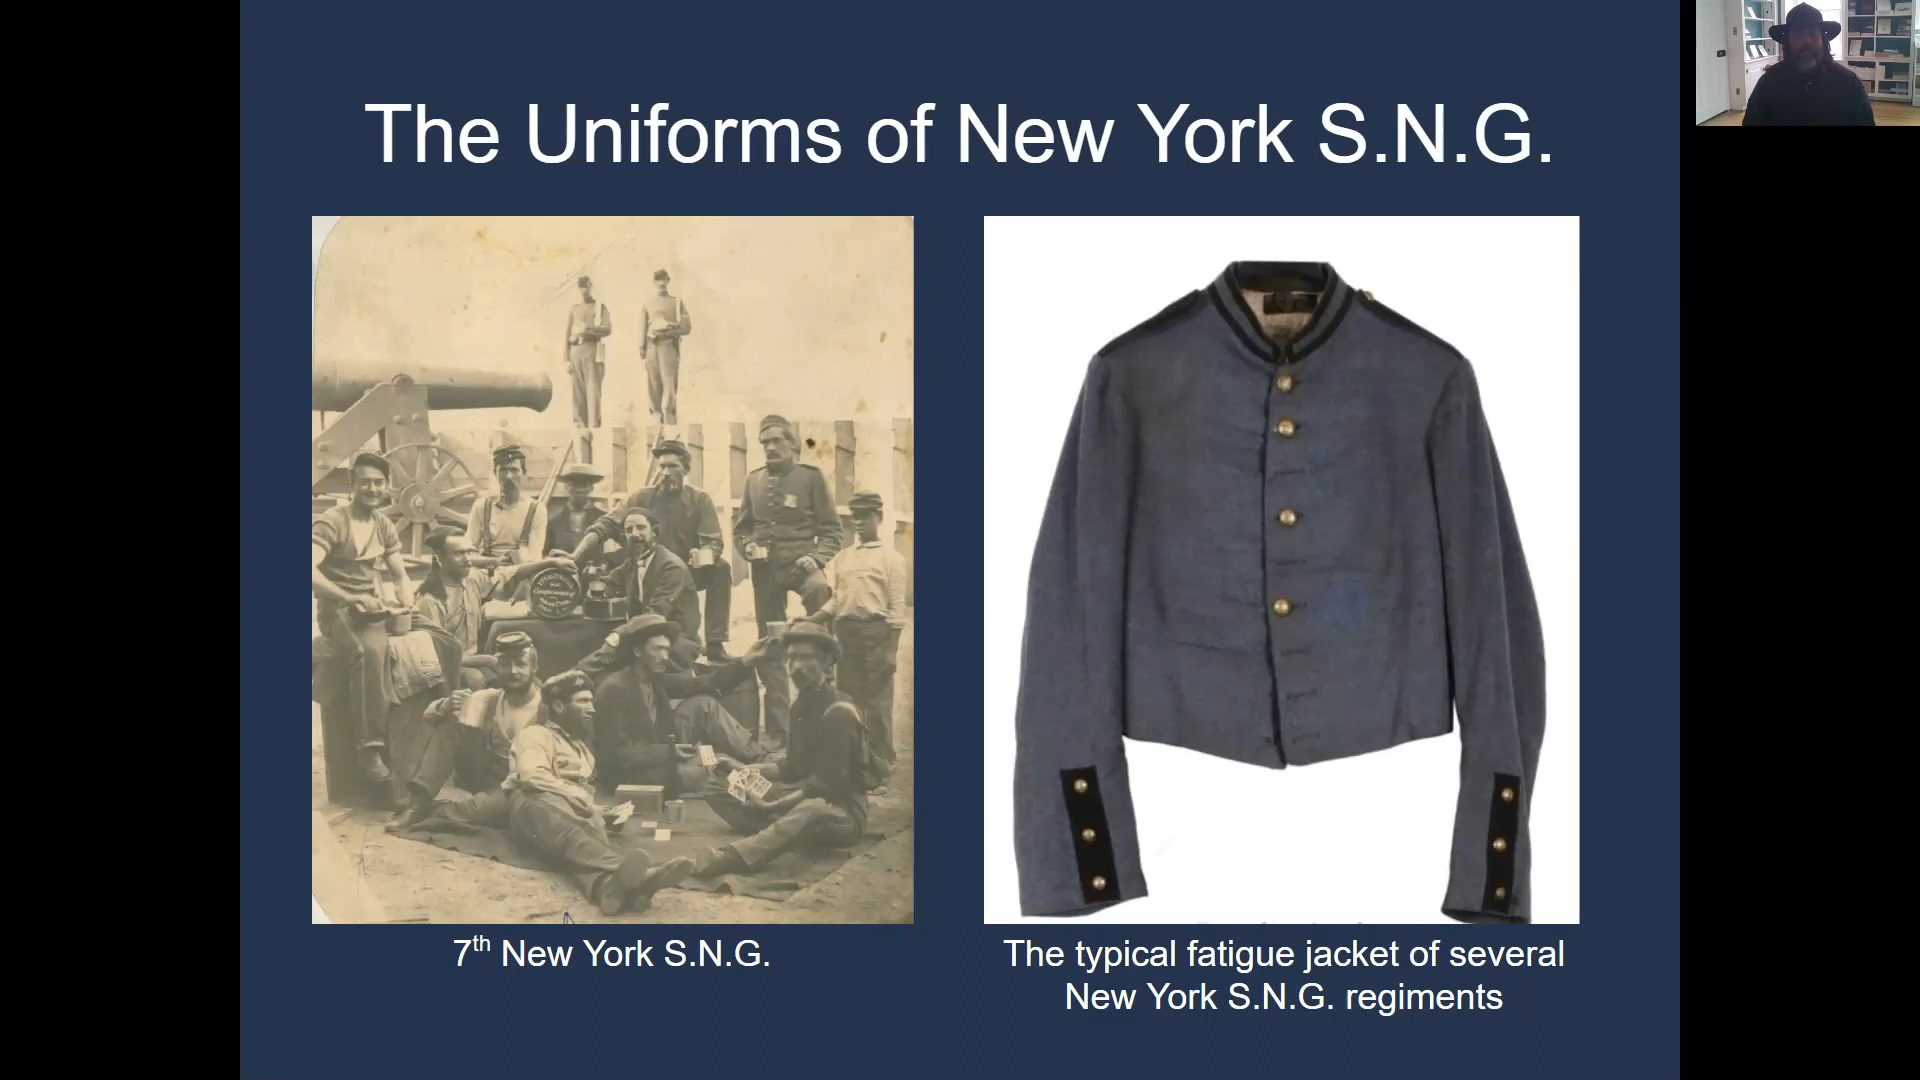 The Uniforms of New York S.N.G.
7th New York S.N.G.
The typical fatigue jacket of several
New York S.N.G. regiments